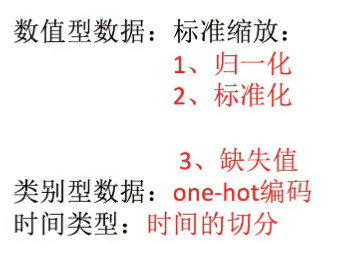 数值型数据：标准缩放：
1、归一化
2、标准化
3、缺失值
类别型数据：one-hot编码
时间类型：时间的切分